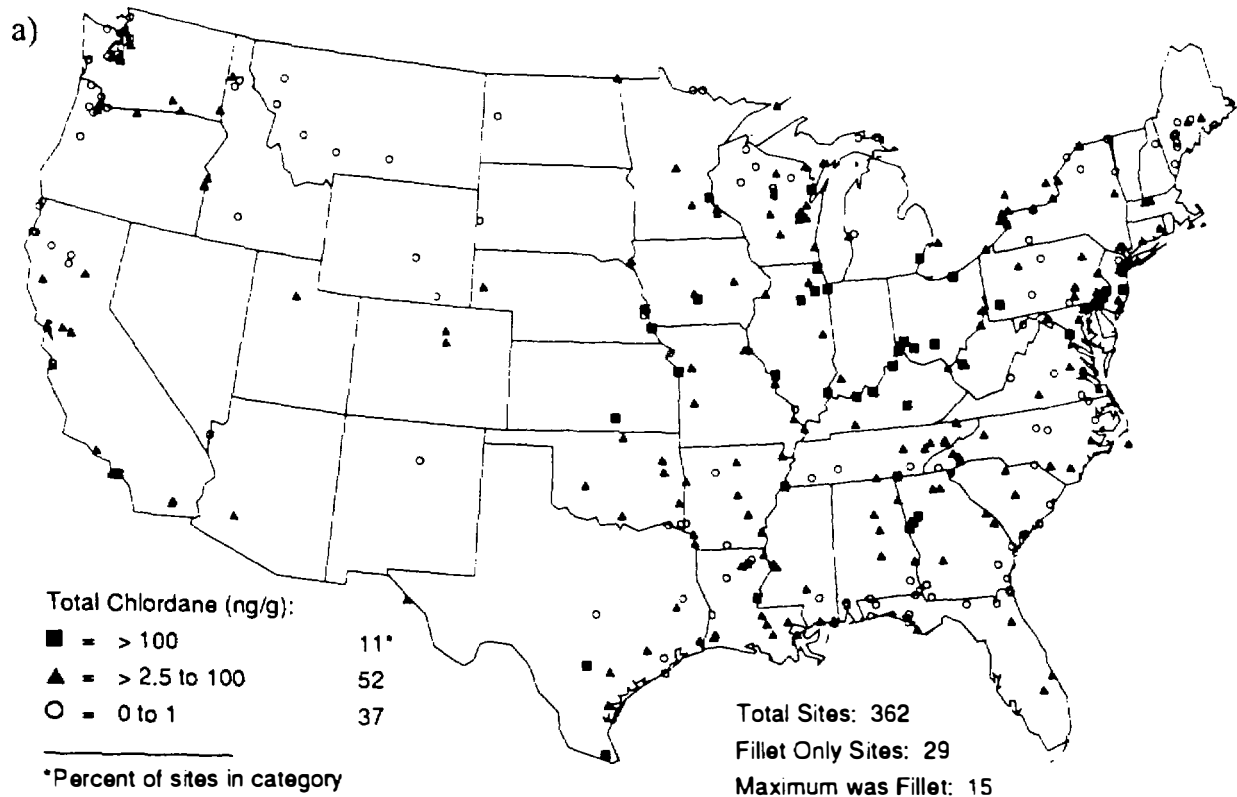 a)
Total Chlordane (ng/g):
■ = > 100 11*
▲ = > 2.5 to 100 52
O = 0 to 1 37
*Percent of sites in category
Total Sites: 362
Fillet Only Sites: 29
Maximum was Fillet: 15